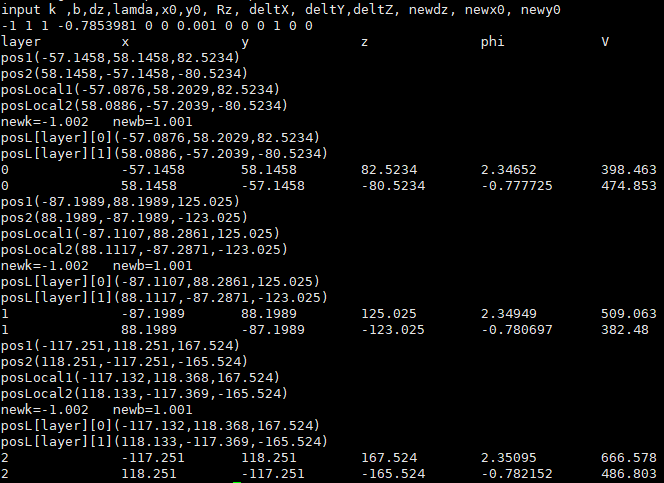 input k ,b,dz,lamda,x0,y0, Rz, deltX, deltY,deltZ, newdz, newx0, newy0
-1 1 1 -0.7853981 0 0 0.001 0 0 0 1 0 0
layer x y z phi V
pos1(-57.1458,58.1458,82.5234)
pos2(58.1458,-57.1458,-80.5234)
posLocal1(-57.0876,58.2029,82.5234)
posLocal2(58.0886,-57.2039,-80.5234)
newk=-1.002 newb=1.001
posL[layer][0](-57.0876,58.2029,82.5234)
posL[layer][1](58.0886,-57.2039,-80.5234)
0 -57.1458 58.1458 82.5234 2.34652 398.463
0 58.1458 -57.1458 -80.5234 -0.777725 474.853
pos1(-87.1989,88.1989,125.025)
pos2(88.1989,-87.1989,-123.025)
posLocal1(-87.1107,88.2861,125.025)
posLocal2(88.1117,-87.2871,-123.025)
newk=-1.002 newb=1.001
posL[layer][0](-87.1107,88.2861,125.025)
posL[layer][1](88.1117,-87.2871,-123.025)
1 -87.1989 88.1989 125.025 2.34949 509.063
1 88.1989 -87.1989 -123.025 -0.780697 382.48
pos1(-117.251,118.251,167.524)
pos2(118.251,-117.251,-165.524)
posLocal1(-117.132,118.368,167.524)
posLocal2(118.133,-117.369,-165.524)
newk=-1.002 newb=1.001
posL[layer][0](-117.132,118.368,167.524)
posL[layer][1](118.133,-117.369,-165.524)
2 -117.251 118.251 167.524 2.35095 666.578
2 118.251 -117.251 -165.524 -0.782152 486.803